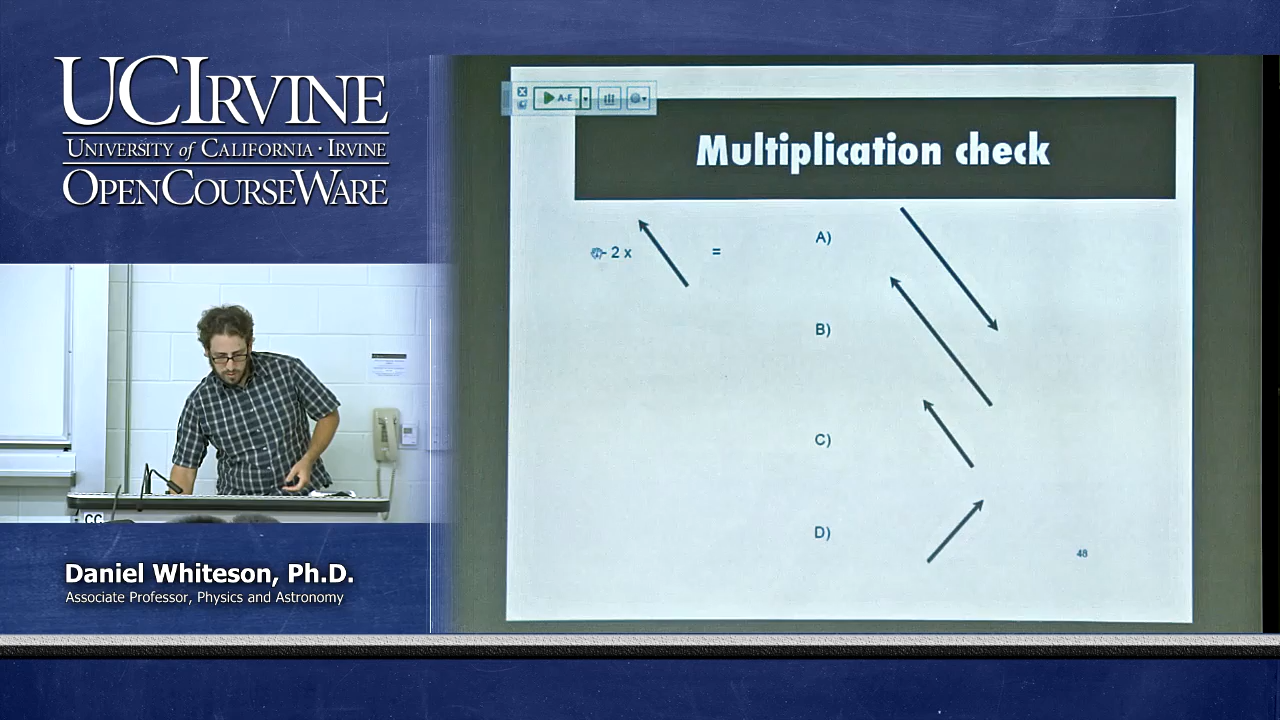 UCIRVINE
UNIVERSITY of CALIFORNIA · IRVINE
OPENCOURSEWARE
A-E
Multiplication check
- 2 x =
A)
B)
C)
D)
48
CC
Daniel Whiteson, Ph.D.
Associate Professor, Physics and Astronomy